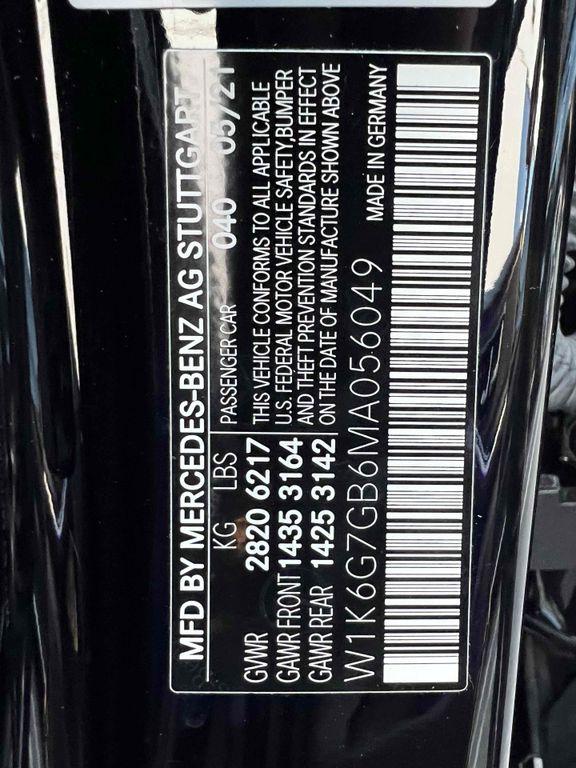 MFD BY MERCEDES-BENZ AG STUTTGART
KG LBS PASSENGER CAR 040 05/21
GVWR 2820 6217
GAWR FRONT 1435 3164
GAWR REAR 1425 3142
THIS VEHICLE CONFORMS TO ALL APPLICABLE
U.S. FEDERAL MOTOR VEHICLE SAFETY, BUMPER
AND THEFT PREVENTION STANDARDS IN EFFECT
ON THE DATE OF MANUFACTURE SHOWN ABOVE
W1K6G7GB6MA056049 MADE IN GERMANY